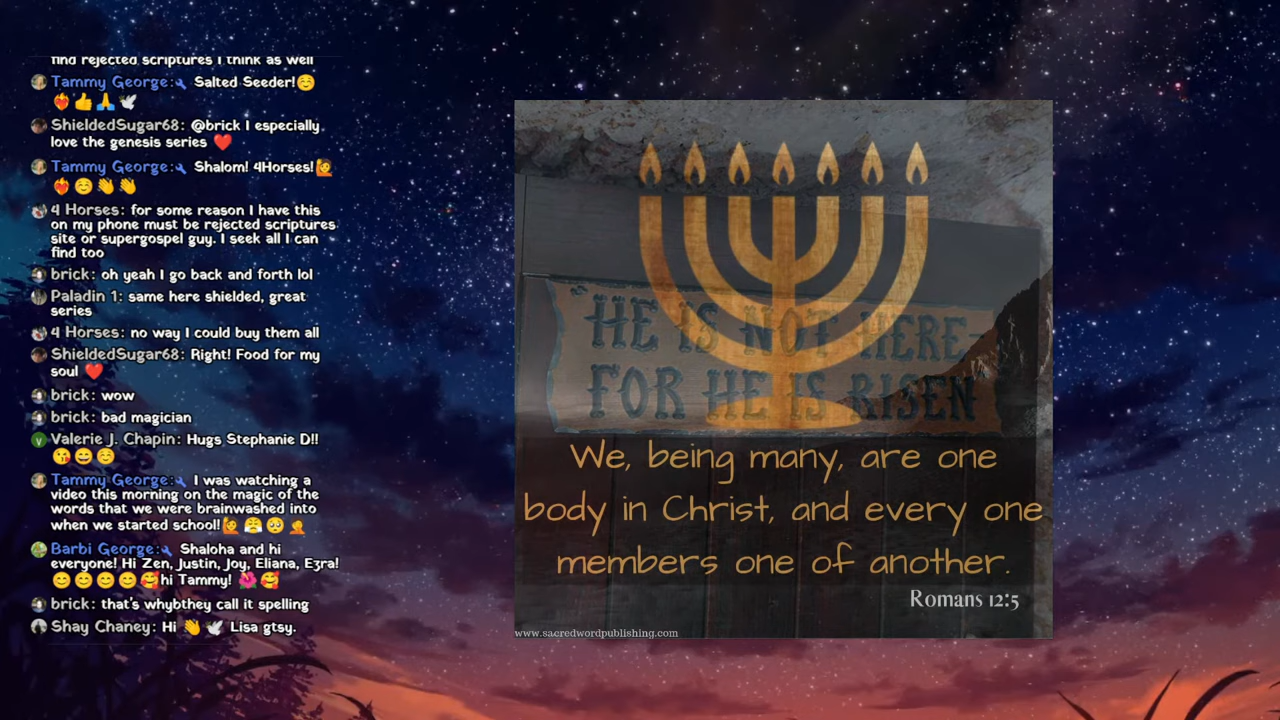 find rejected scriptures I think as well
Tammy George: Salted Seeder!😊
❤️‍🔥👍🙏🕊️
ShieldedSugar68: @brick I especially
love the genesis series ❤️
Tammy George: Shalom! 4Horses!🙋
❤️‍🔥😊👋👋
4 Horses: for some reason I have this
on my phone must be rejected scriptures
site or supergospel guy. I seek all I can
find too
brick: oh yeah I go back and forth lol
Paladin 1: same here shielded, great
series
4 Horses: no way I could buy them all
ShieldedSugar68: Right! Food for my
soul ❤️
brick: wow
brick: bad magician
V Valerie J. Chapin: Hugs Stephanie D!!
😘😄☺️
Tammy George: I was watching a
video this morning on the magic of the
words that we were brainwashed into
when we started school!🙋😤🥺🤦
Barbi George: Shaloha and hi
everyone! Hi Zen, Justin, Joy, Eliana, Ezra!
😊😊😊😊🥰hi Tammy! 🌺🥰
brick: that's whybthey call it spelling
Shay Chaney: Hi 👋 🕊️ Lisa gtsy.
"HE IS NOT HERE-
FOR HE IS RISEN
We, being many, are one
body in Christ, and every one
members one of another.
Romans 12:5
www.sacredwordpublishing.com